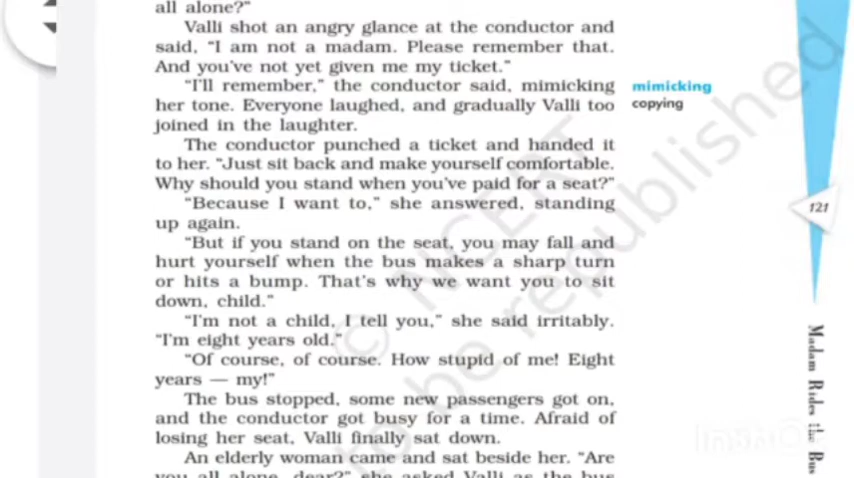 all alone?"
Valli shot an angry glance at the conductor and
said, "I am not a madam. Please remember that.
And you've not yet given me my ticket."
"I'll remember," the conductor said, mimicking
her tone. Everyone laughed, and gradually Valli too
joined in the laughter.
The conductor punched a ticket and handed it
to her. "Just sit back and make yourself comfortable.
Why should you stand when you've paid for a seat?"
"Because I want to," she answered, standing
up again.
"But if you stand on the seat, you may fall and
hurt yourself when the bus makes a sharp turn
or hits a bump. That's why we want you to sit
down, child."
"I'm not a child, I tell you," she said irritably.
"I'm eight years old."
"Of course, of course. How stupid of me! Eight
years — my!"
The bus stopped, some new passengers got on,
and the conductor got busy for a time. Afraid of
losing her seat, Valli finally sat down.
An elderly woman came and sat beside her. "Are
you all alone, dear?" she asked Valli as the bus
mimicking
copying
121
Madam Rides the Bus
© NCERT
to be republished